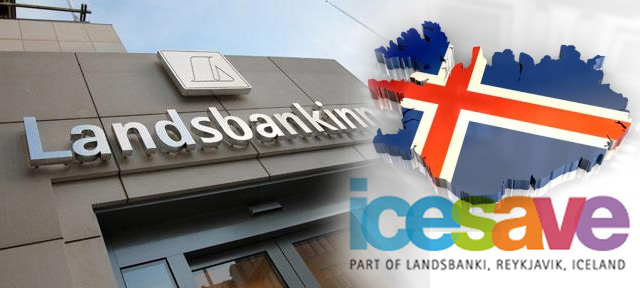 Landsbankinn
icesave
PART OF LANDSBANKI, REYKJAVIK, ICELAND